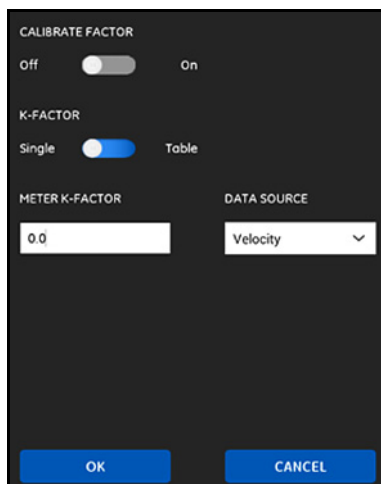 CALIBRATE FACTOR
Off On
K-FACTOR
Single Table
METER K-FACTOR DATA SOURCE
0.0 Velocity
OK CANCEL